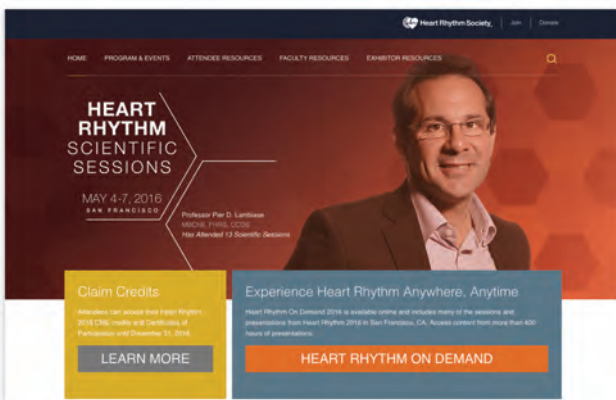 Heart Rhythm Society. Join Donate
HOME PROGRAM & EVENTS ATTENDEE RESOURCES FACULTY RESOURCES EXHIBITOR RESOURCES
HEART
RHYTHM
SCIENTIFIC
SESSIONS
MAY 4-7, 2016
SAN FRANCISCO
Professor Pier D. Lambiase
MBChB, FHRS, CCDS
Has Attended 13 Scientific Sessions
Claim Credits
Attendees can access their Heart Rhythm
2016 CME credits and Certificates of
Participation until December 31, 2016.
LEARN MORE
Experience Heart Rhythm Anywhere, Anytime
Heart Rhythm On Demand 2016 is available online and includes many of the sessions and
presentations from Heart Rhythm 2016 in San Francisco, CA. Access content from more than 400
hours of presentations.
HEART RHYTHM ON DEMAND